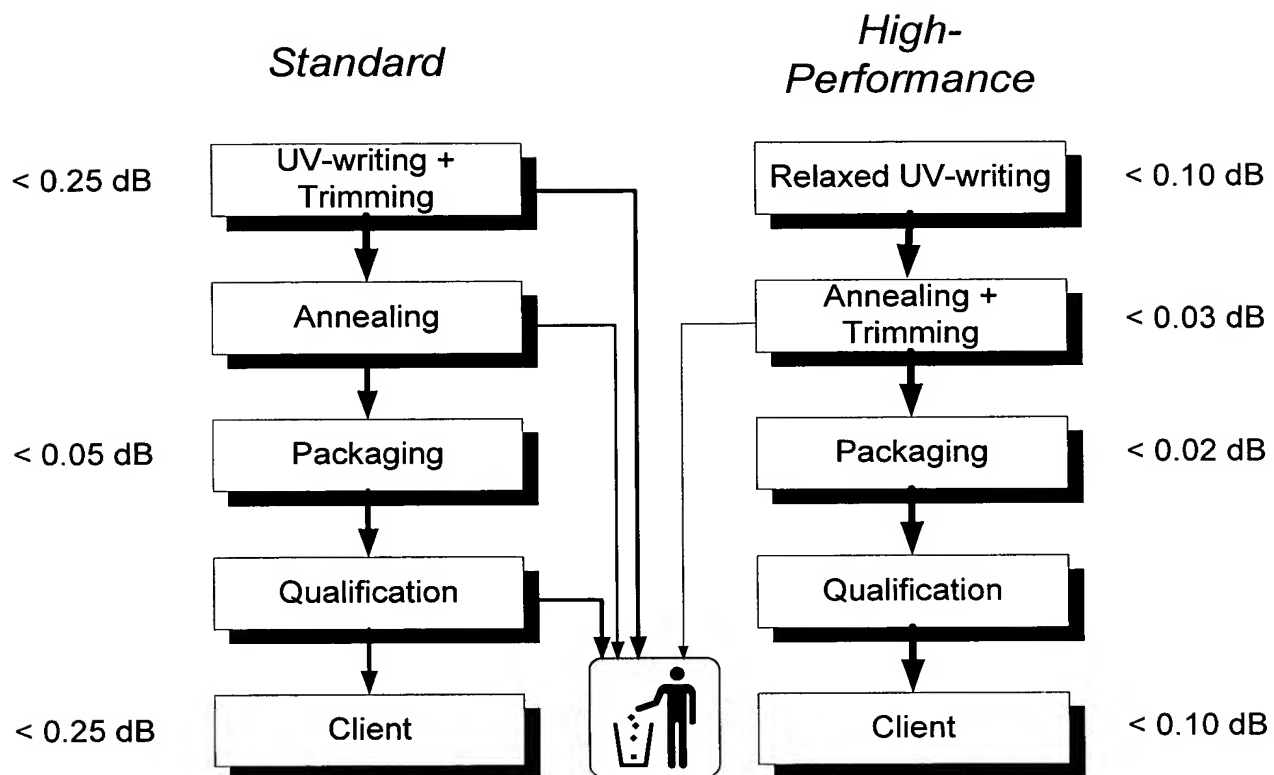 Standard
High-
Performance
< 0.25 dB
UV-writing +
Trimming
Relaxed UV-writing
< 0.10 dB
Annealing
Annealing +
Trimming
< 0.03 dB
< 0.05 dB
Packaging
Packaging
< 0.02 dB
Qualification
Qualification
< 0.25 dB
Client
Client
< 0.10 dB